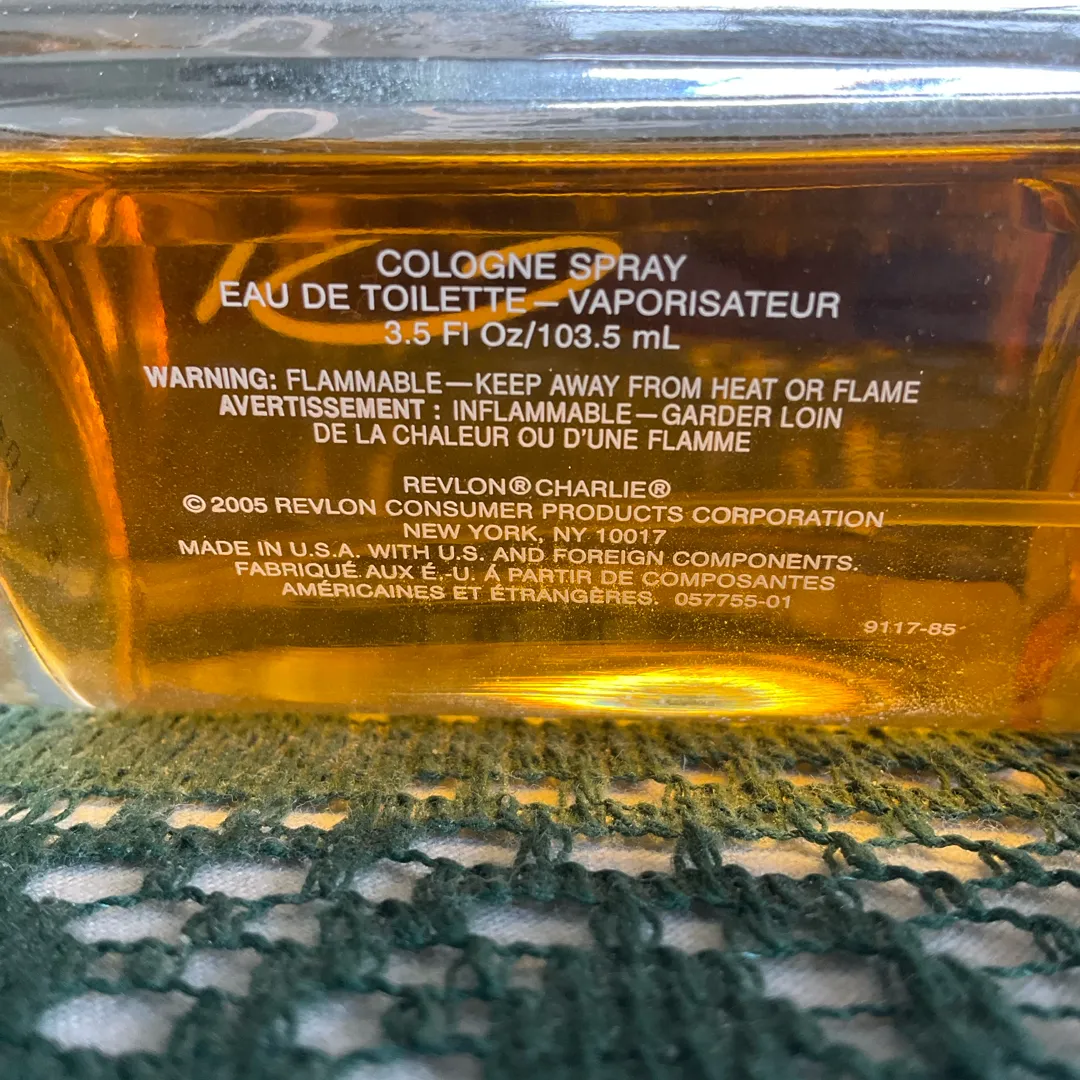 COLOGNE SPRAY
EAU DE TOILETTE — VAPORISATEUR
3.5 Fl Oz/103.5 mL
WARNING: FLAMMABLE—KEEP AWAY FROM HEAT OR FLAME
AVERTISSEMENT : INFLAMMABLE—GARDER LOIN
DE LA CHALEUR OU D'UNE FLAMME
REVLON® CHARLIE®
© 2005 REVLON CONSUMER PRODUCTS CORPORATION
NEW YORK, NY 10017
MADE IN U.S.A. WITH U.S. AND FOREIGN COMPONENTS.
FABRIQUÉ AUX É.-U. Á PARTIR DE COMPOSANTES
AMÉRICAINES ET ÉTRANGÈRES. 057755-01
9117-85